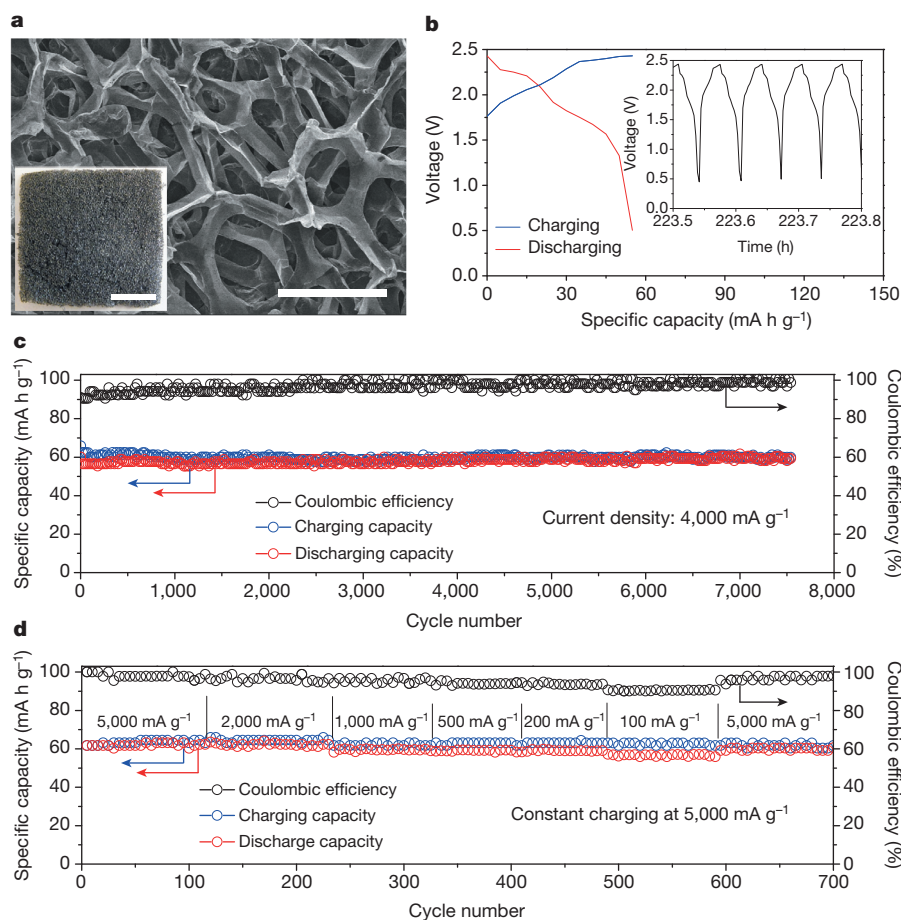 a
b
2.5
2.0
1.5
1.0
0.5
0.0
Voltage (V)
Charging
Discharging
0
30
60
90
120
150
Specific capacity (mA h g⁻¹)
2.5
2.0
1.5
1.0
0.5
0.0
Voltage (V)
223.5
223.6
223.7
223.8
Time (h)
c
100
80
60
40
20
0
Specific capacity (mA h g⁻¹)
Coulombic efficiency
Charging capacity
Discharging capacity
Current density: 4,000 mA g⁻¹
100
80
60
40
20
0
Coulombic
efficiency (%)
0
1,000
2,000
3,000
4,000
5,000
6,000
7,000
8,000
Cycle number
d
100
80
60
40
20
0
Specific capacity (mA h g⁻¹)
5,000 mA g⁻¹
2,000 mA g⁻¹
1,000 mA g⁻¹
500 mA g⁻¹
200 mA g⁻¹
100 mA g⁻¹
5,000 mA g⁻¹
Coulombic efficiency
Charging capacity
Discharge capacity
Constant charging at 5,000 mA g⁻¹
100
80
60
40
20
0
Coulombic efficiency
(%)
0
100
200
300
400
500
600
700
Cycle number